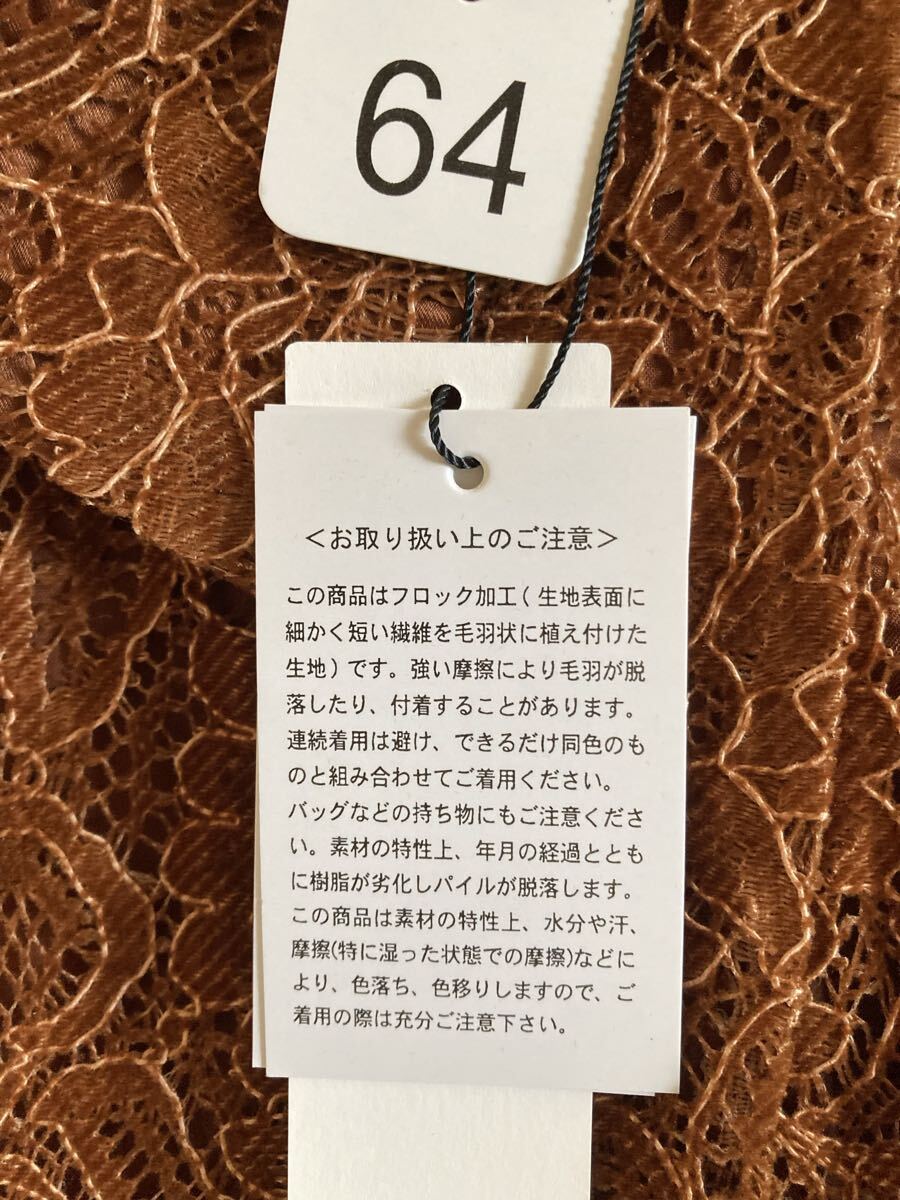 64
＜お取り扱い上のご注意＞
この商品はフロック加工（生地表面に
細かく短い繊維を毛羽状に植え付けた
生地）です。強い摩擦により毛羽が脱
落したり、付着することがあります。
連続着用は避け、できるだけ同色のも
のと組み合わせてご着用ください。
バッグなどの持ち物にもご注意くださ
い。素材の特性上、年月の経過ととも
に樹脂が劣化しパイルが脱落します。
この商品は素材の特性上、水分や汗、
摩擦(特に湿った状態での摩擦)などに
より、色落ち、色移りしますので、ご
着用の際は充分ご注意下さい。